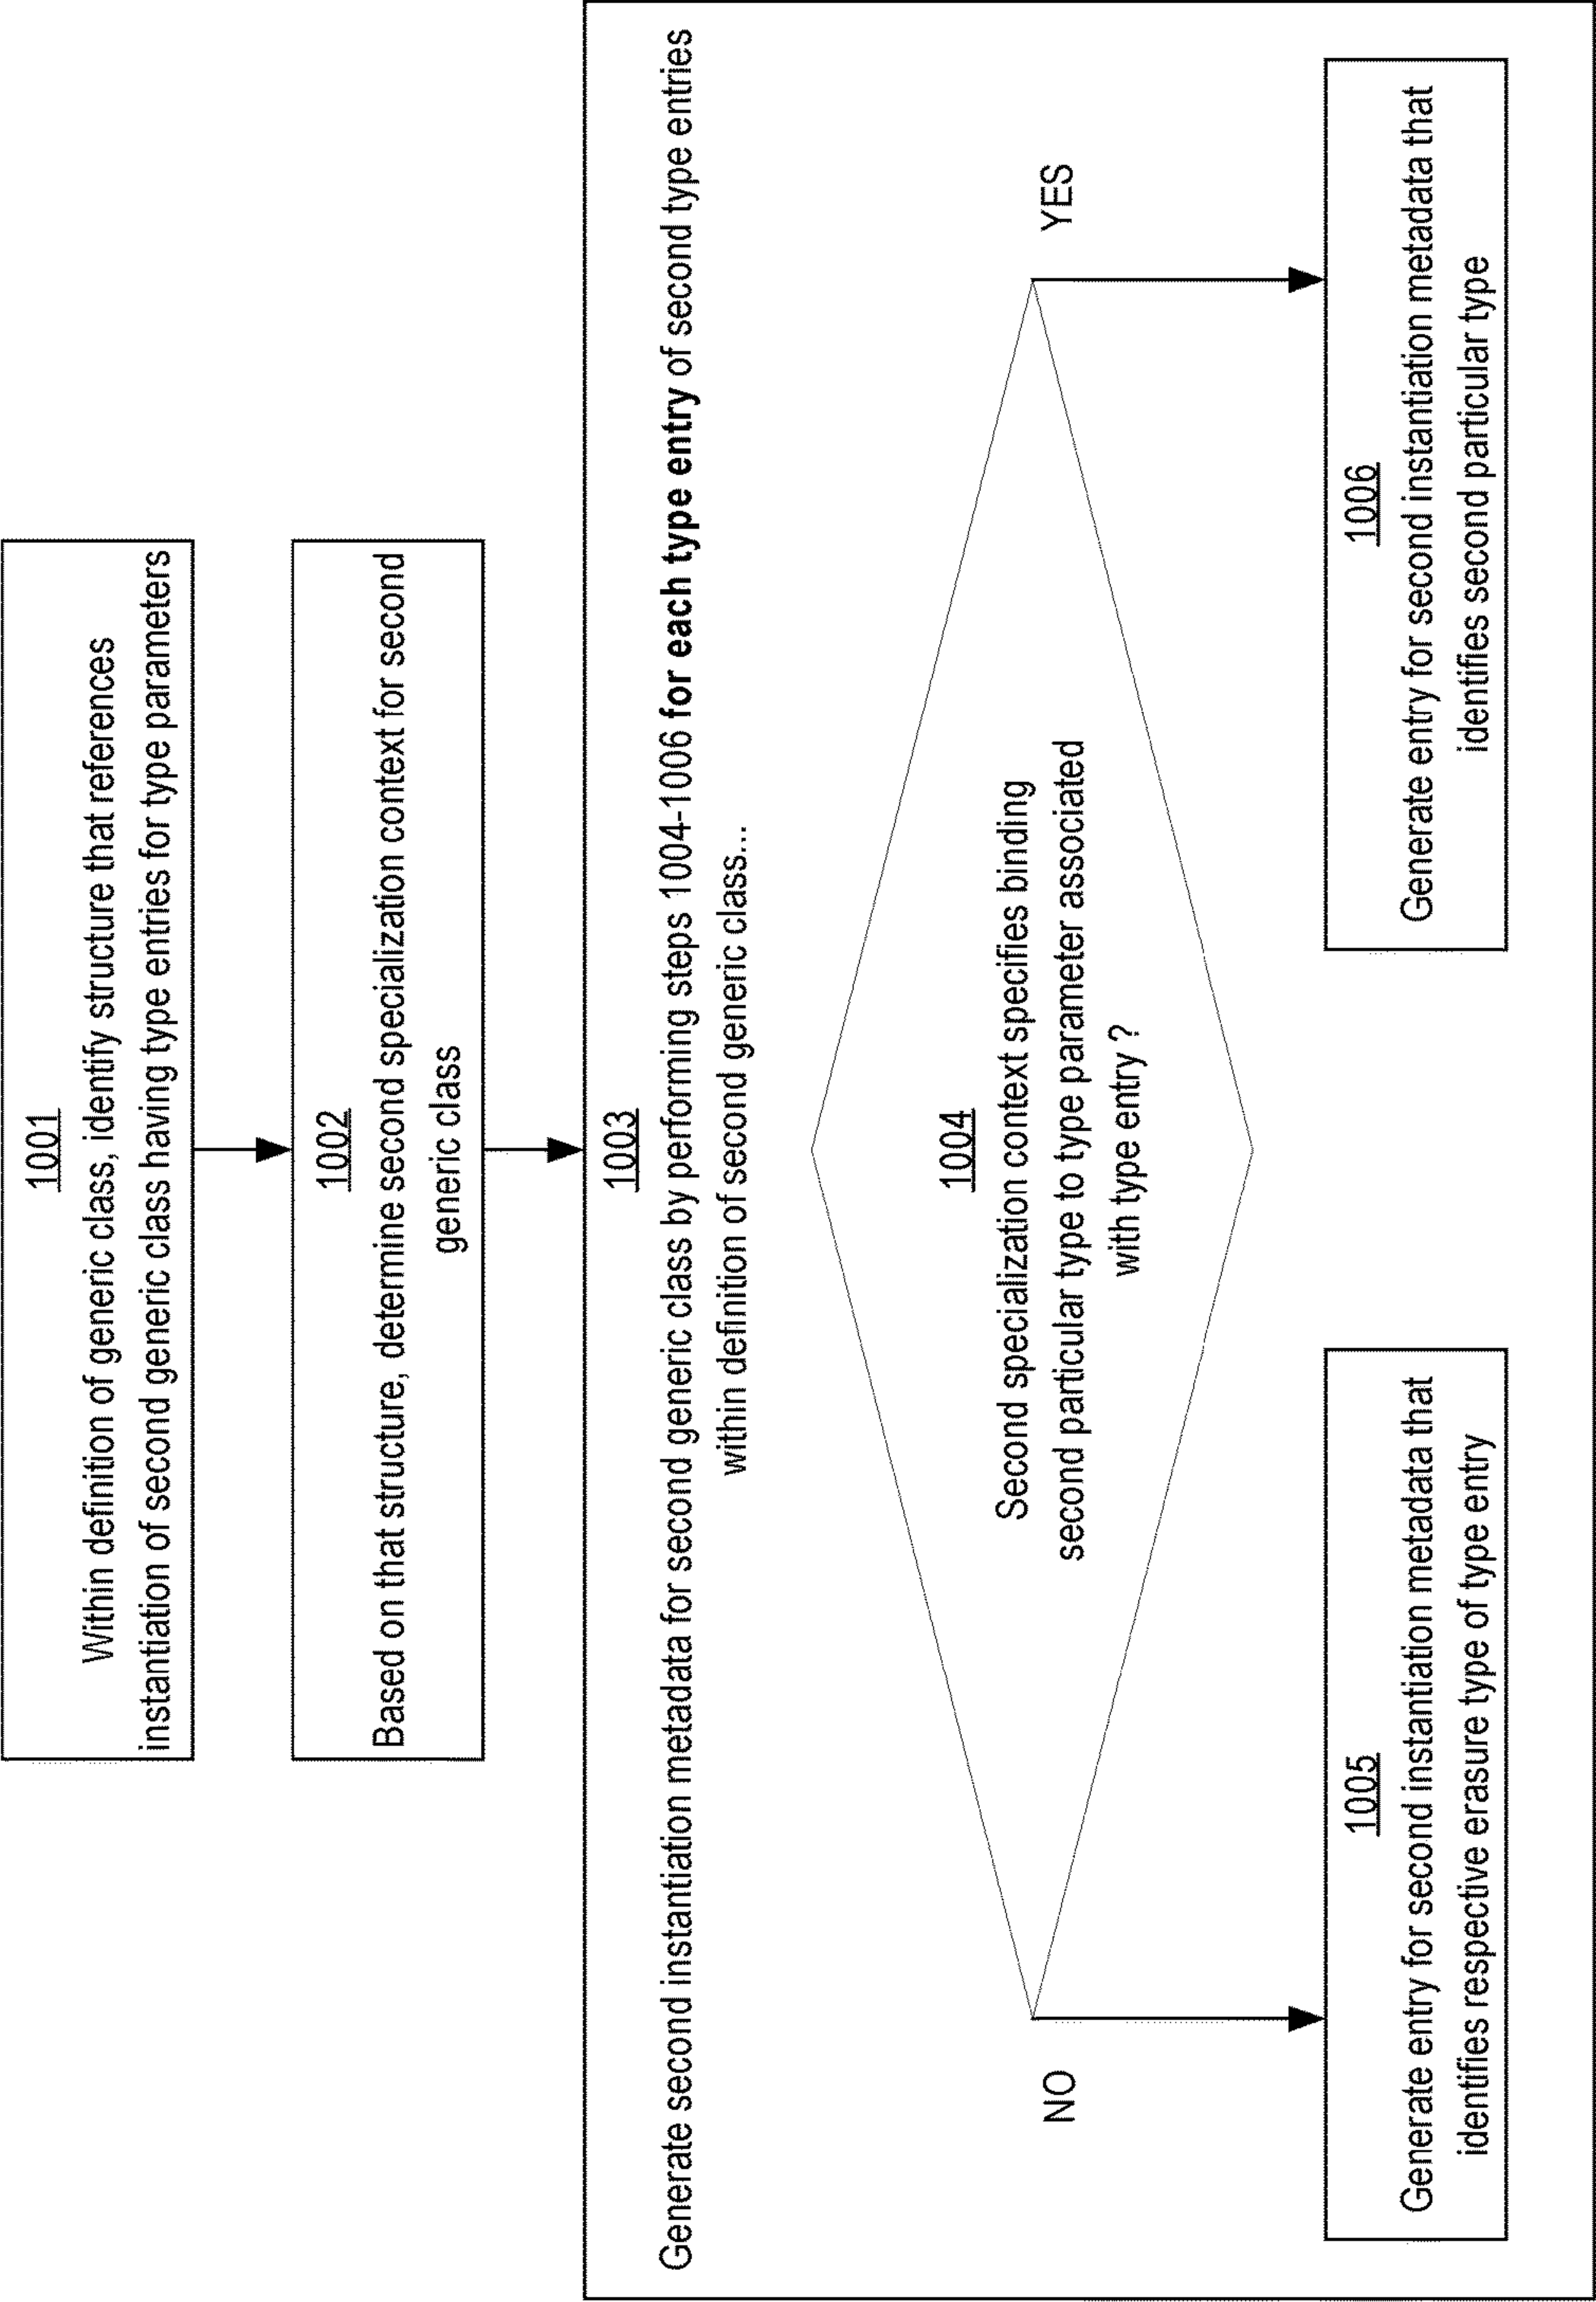 1001
Within definition of generic class, identify structure that references
instantiation of second generic class having type entries for type parameters
1002
Based on that structure, determine second specialization context for second
generic class
1003
Generate second instantiation metadata for second generic class by performing steps 1004-1006 for each type entry of second type entries
within definition of second generic class...
1004
Second specialization context specifies binding
second particular type to type parameter associated
with type entry ?
NO
YES
1005
Generate entry for second instantiation metadata that
identifies respective erasure type of type entry
1006
Generate entry for second instantiation metadata that
identifies second particular type